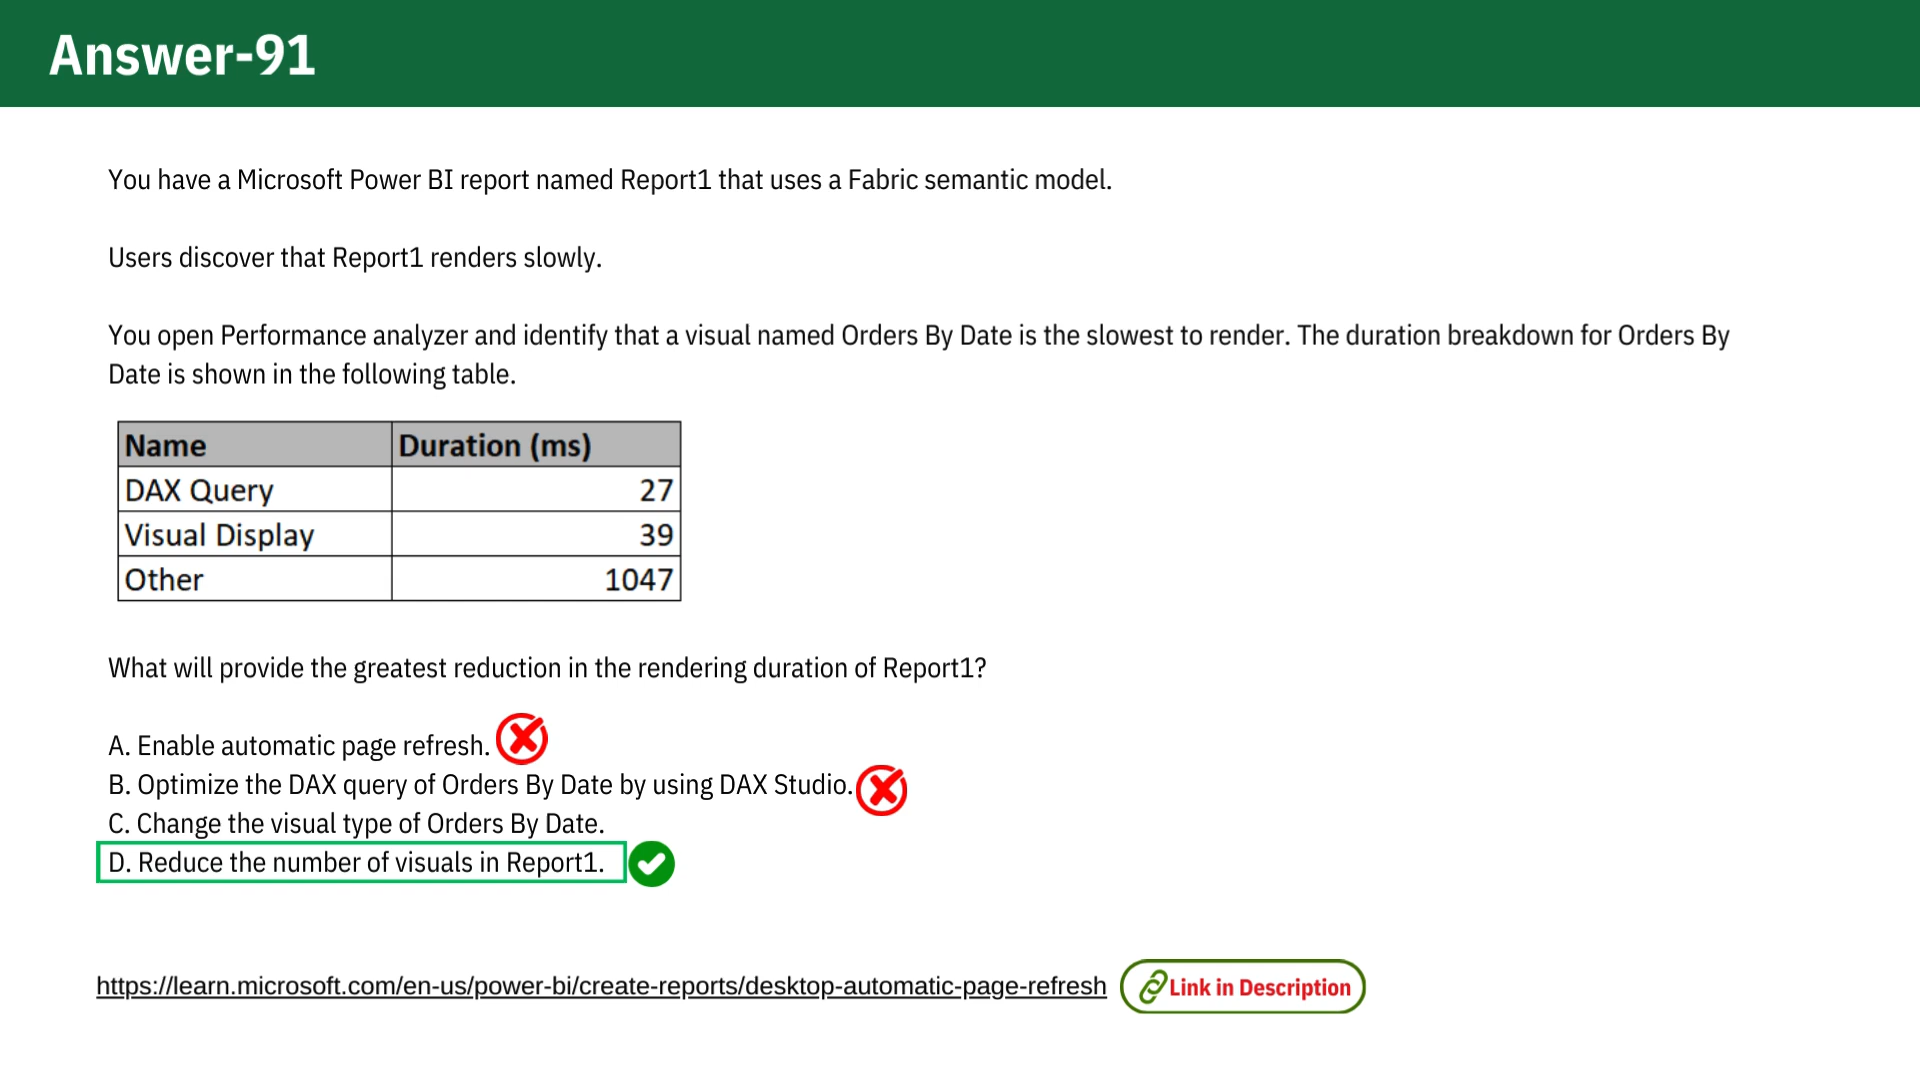 Answer-91
You have a Microsoft Power BI report named Report1 that uses a Fabric semantic model.
Users discover that Report1 renders slowly.
You open Performance analyzer and identify that a visual named Orders By Date is the slowest to render. The duration breakdown for Orders By
Date is shown in the following table.
Name Duration (ms)
DAX Query 27
Visual Display 39
Other 1047
What will provide the greatest reduction in the rendering duration of Report1?
A. Enable automatic page refresh.
B. Optimize the DAX query of Orders By Date by using DAX Studio.
C. Change the visual type of Orders By Date.
D. Reduce the number of visuals in Report1.
https://learn.microsoft.com/en-us/power-bi/create-reports/desktop-automatic-page-refresh Link in Description